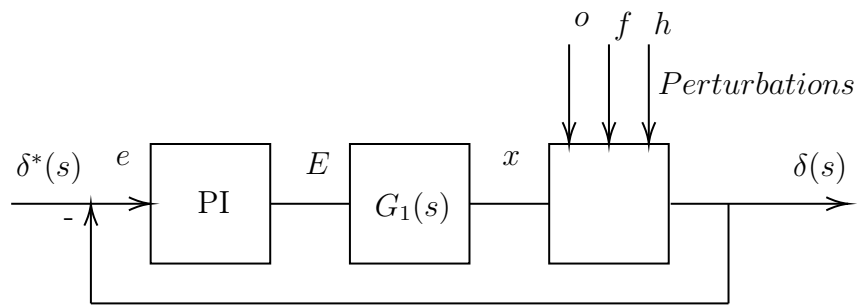 o f h
Perturbations
δ*(s) e E x δ(s)
PI G₁(s)
-